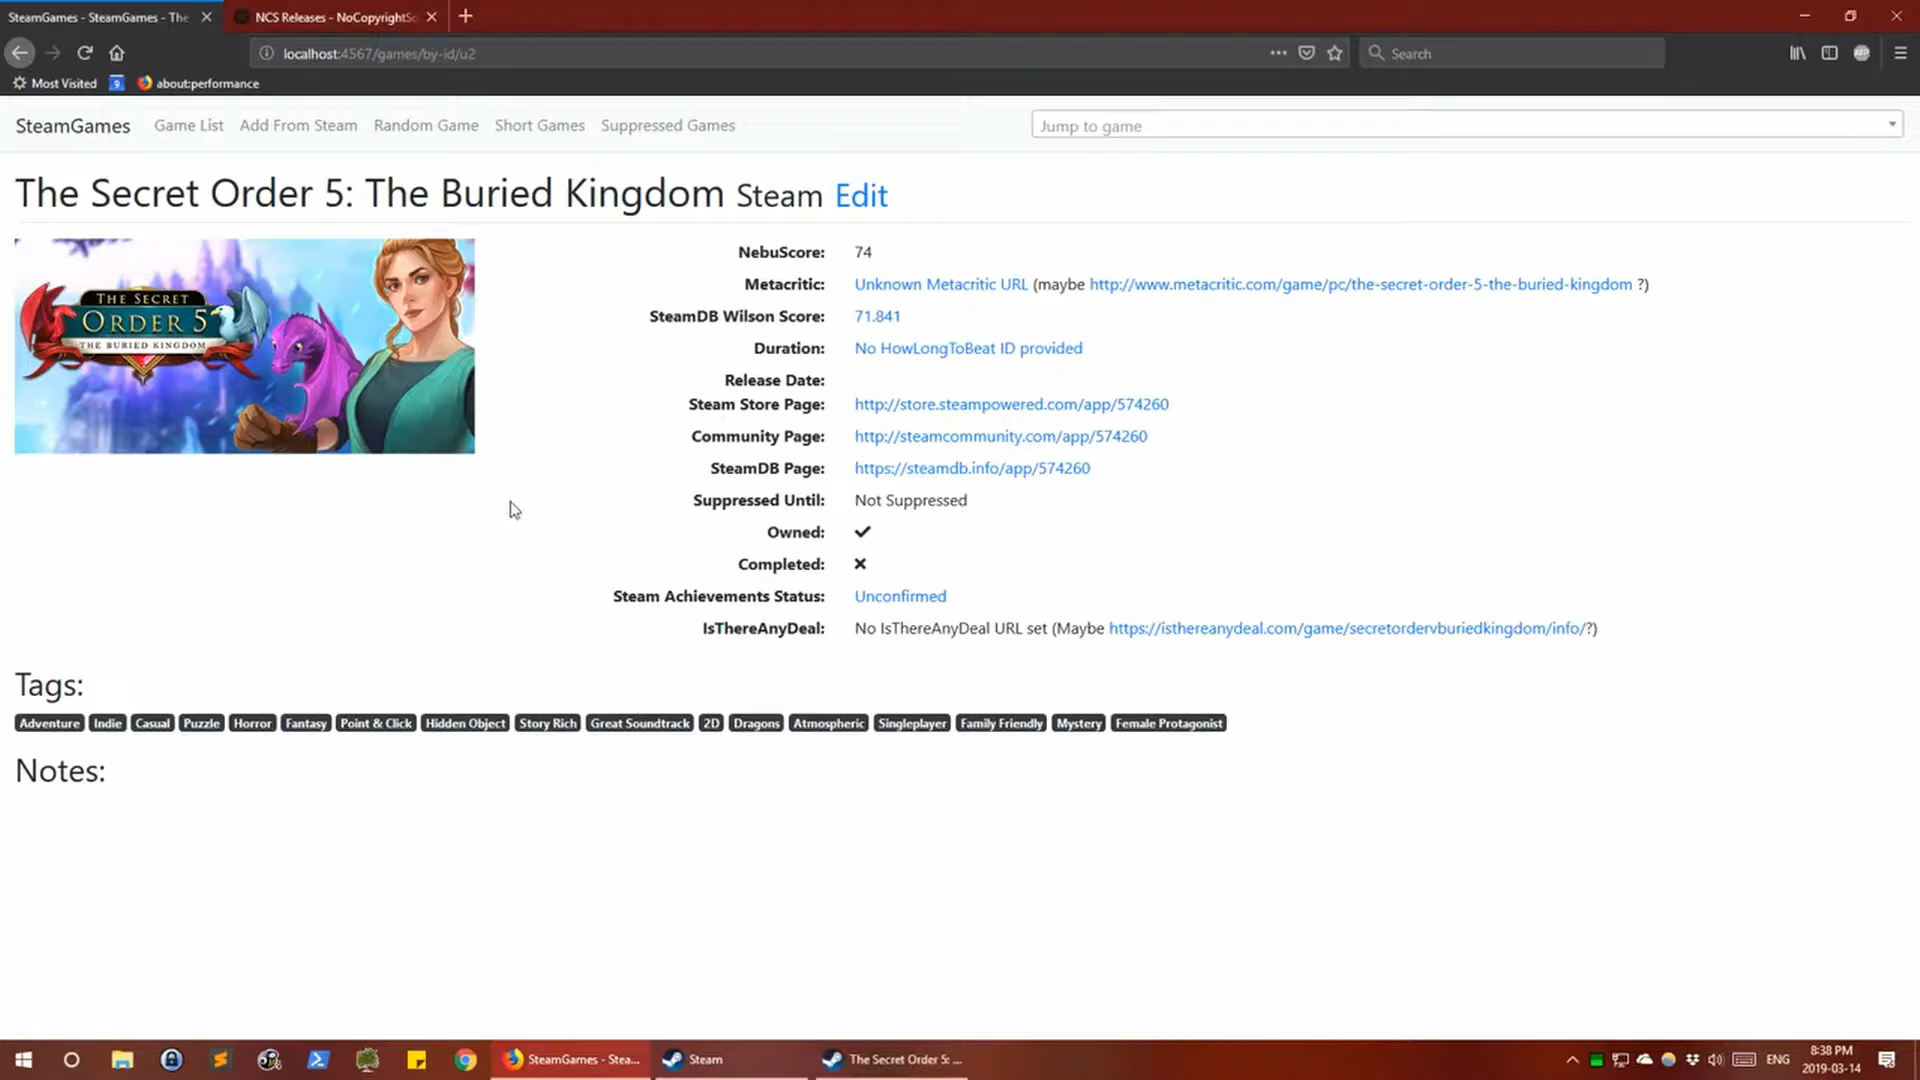 SteamGames - SteamGames - The
NCS Releases - NoCopyrightSo
localhost:4567/games/by-id/u2
Search
Most Visited
9
about:performance
SteamGames
Game List
Add From Steam
Random Game
Short Games
Suppressed Games
Jump to game
The Secret Order 5: The Buried Kingdom Steam Edit
THE SECRET
ORDER 5
THE BURIED KINGDOM
NebuScore: 74
Metacritic: Unknown Metacritic URL (maybe http://www.metacritic.com/game/pc/the-secret-order-5-the-buried-kingdom ?)
SteamDB Wilson Score: 71.841
Duration: No HowLongToBeat ID provided
Release Date:
Steam Store Page: http://store.steampowered.com/app/574260
Community Page: http://steamcommunity.com/app/574260
SteamDB Page: https://steamdb.info/app/574260
Suppressed Until: Not Suppressed
Owned: ✔
Completed: ✖
Steam Achievements Status: Unconfirmed
IsThereAnyDeal: No IsThereAnyDeal URL set (Maybe https://isthereanydeal.com/game/secretordervburiedkingdom/info/?)
Tags:
Adventure Indie Casual Puzzle Horror Fantasy Point & Click Hidden Object Story Rich Great Soundtrack 2D Dragons Atmospheric Singleplayer Family Friendly Mystery Female Protagonist
Notes:
SteamGames - Stea...
Steam
The Secret Order 5: ...
ENG
8:38 PM
2019-03-14